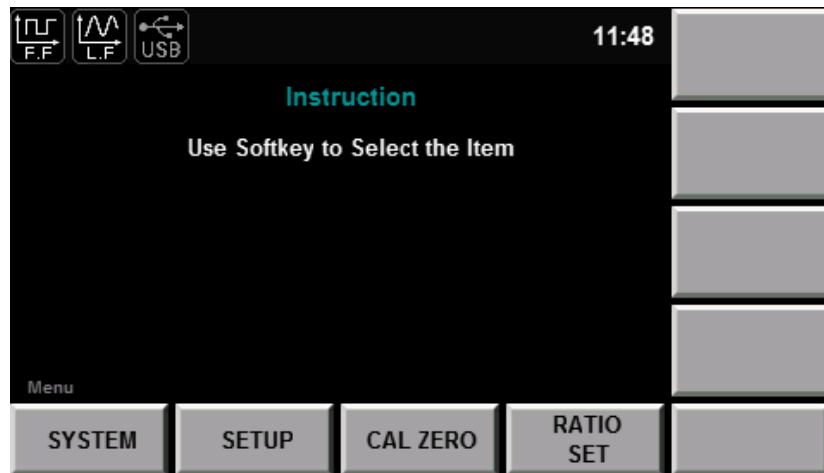 F.F L.F USB 11:48
Instruction
Use Softkey to Select the Item
Menu
SYSTEM SETUP CAL ZERO RATIO
SET